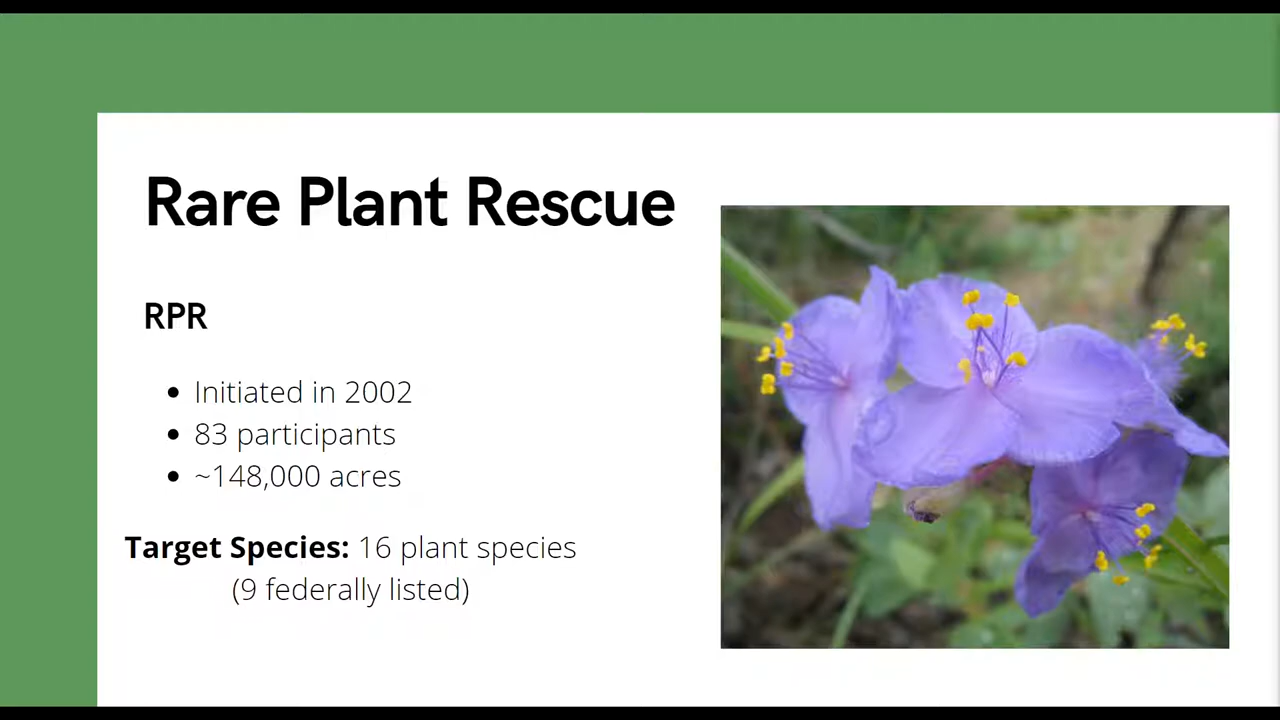 Rare Plant Rescue
RPR
Initiated in 2002
83 participants
~148,000 acres
Target Species: 16 plant species
(9 federally listed)